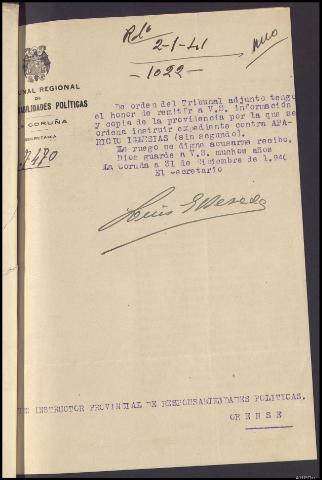 Rdo
2-1-41
-1022-
UNAL REGIONAL
DE
ABILIDADES POLÍTICAS
CORUÑA
SECRETARIA
7470
De orden del Tribunal adjunto tengo
el honor de remitir a V.S. información
y copia de la providencia por la que se
ordena instruir expediente contra APA-
RICIO IGLESIAS (sin segundo).
Le ruego se digne acusarme recibo.
Dios guarde a V.S. muchos años
La Coruña a 31 de Diciembre de 1.940
El Secretario
INSTRUCTOR PROVINCIAL DE RESPONSABILIDADES POLITICAS.
ORENSE